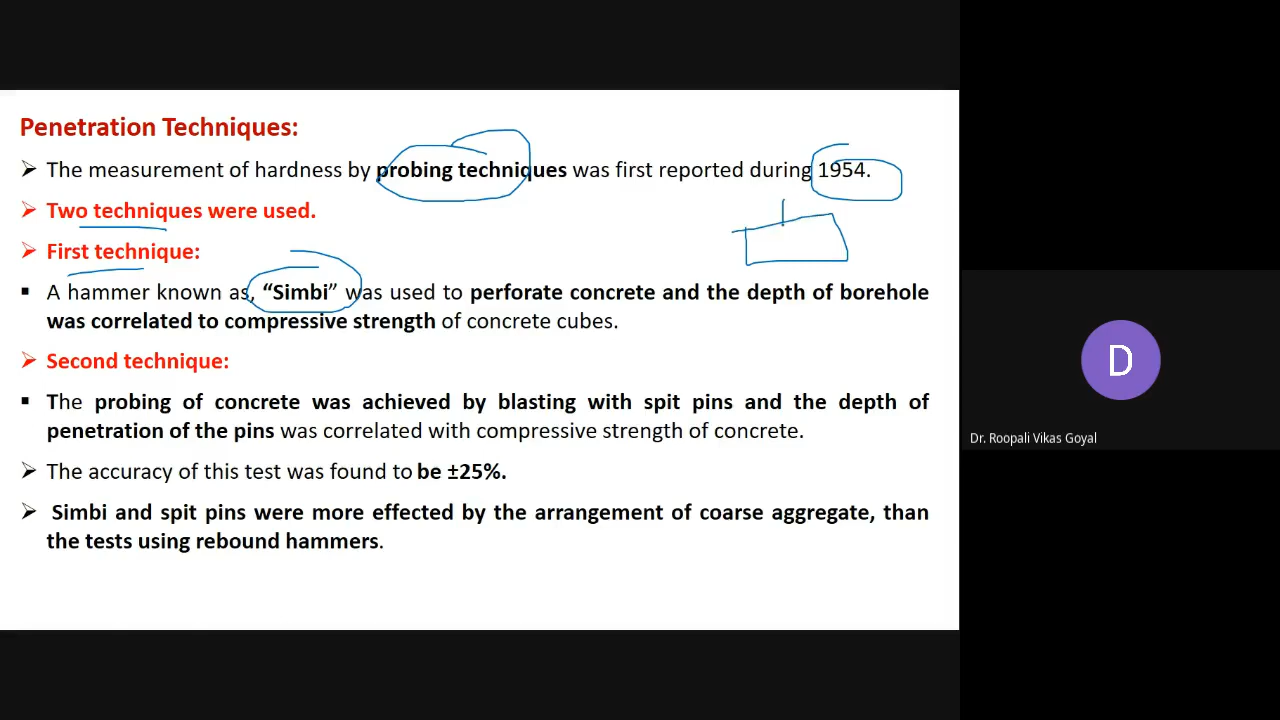 Penetration Techniques:
➢ The measurement of hardness by probing techniques was first reported during 1954.
➢ Two techniques were used.
➢ First technique:
▪ A hammer known as, “Simbi” was used to perforate concrete and the depth of borehole
was correlated to compressive strength of concrete cubes.
➢ Second technique:
▪ The probing of concrete was achieved by blasting with spit pins and the depth of
penetration of the pins was correlated with compressive strength of concrete.
➢ The accuracy of this test was found to be ±25%.
➢ Simbi and spit pins were more effected by the arrangement of coarse aggregate, than
the tests using rebound hammers.
D
Dr. Roopali Vikas Goyal